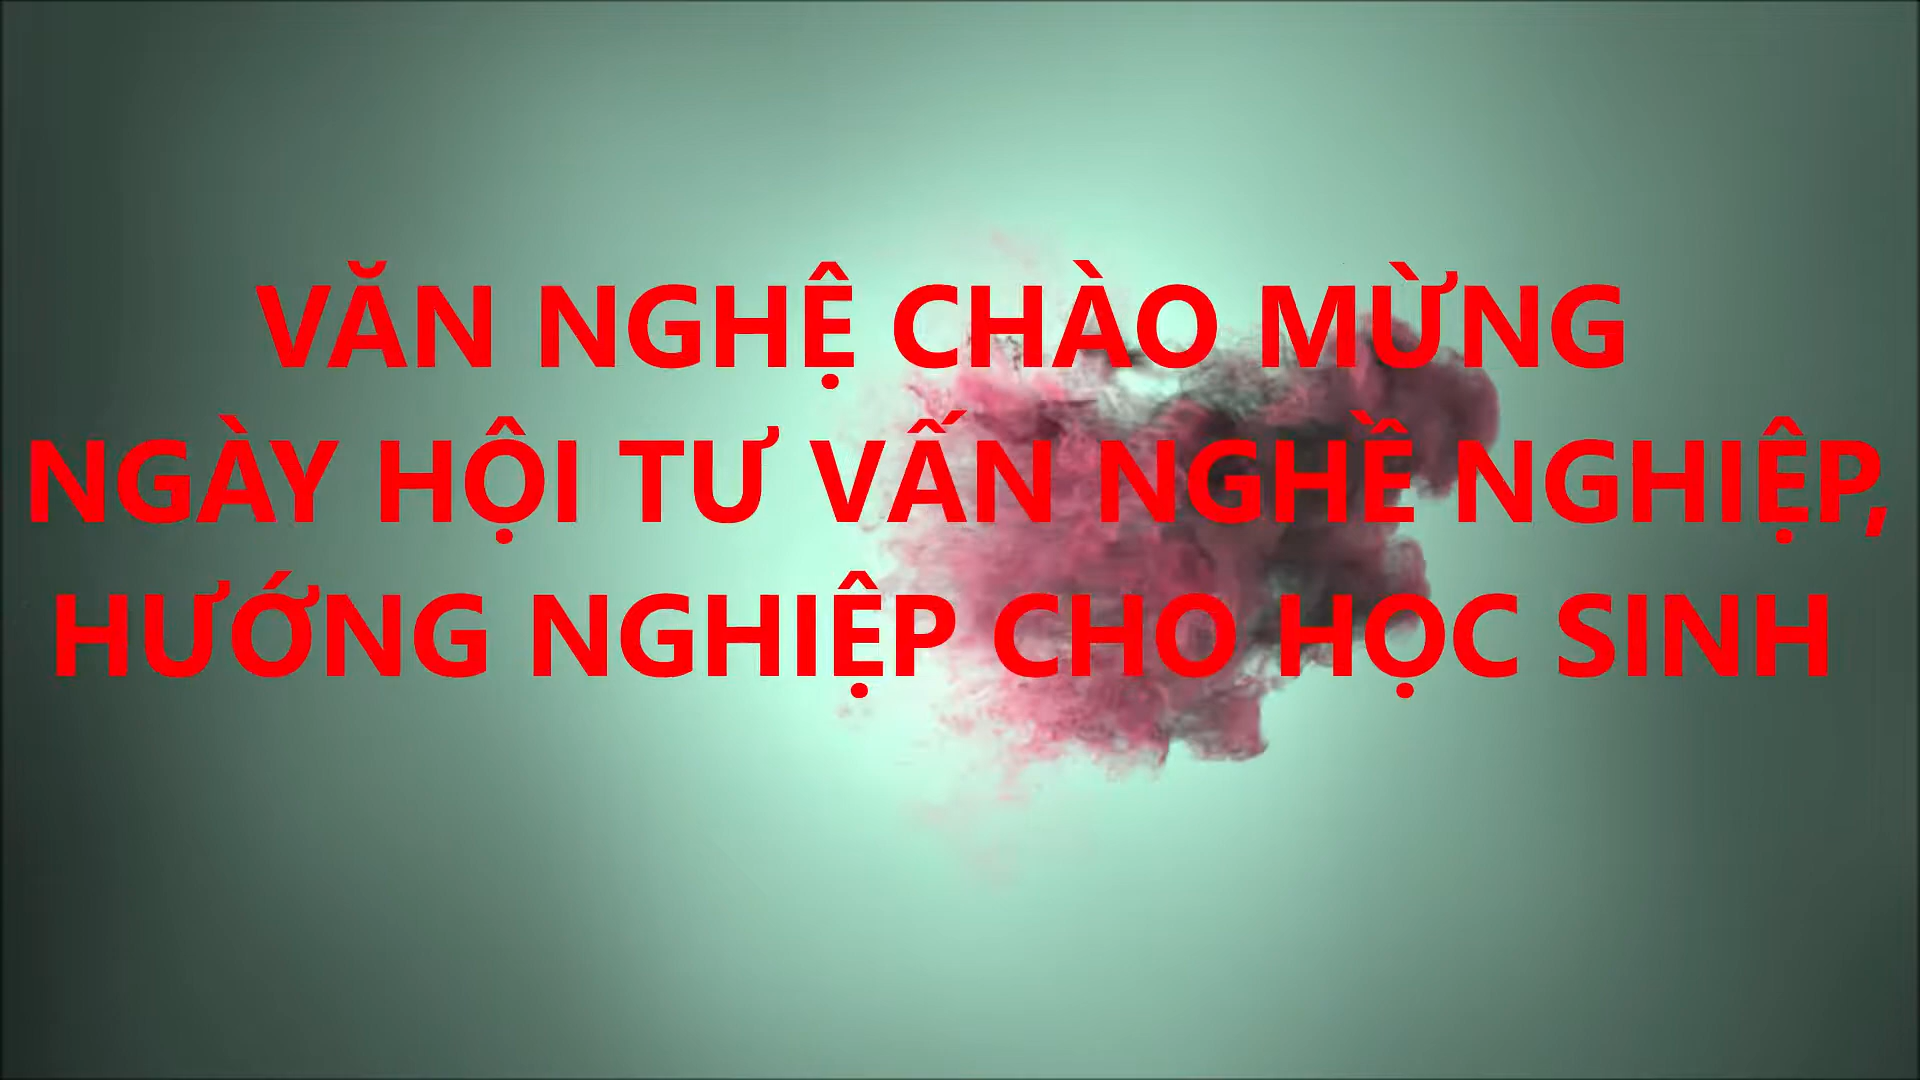 VĂN NGHỆ CHÀO MỪNG
NGÀY HỘI TƯ VẤN NGHỀ NGHIỆP,
HƯỚNG NGHIỆP CHO HỌC SINH